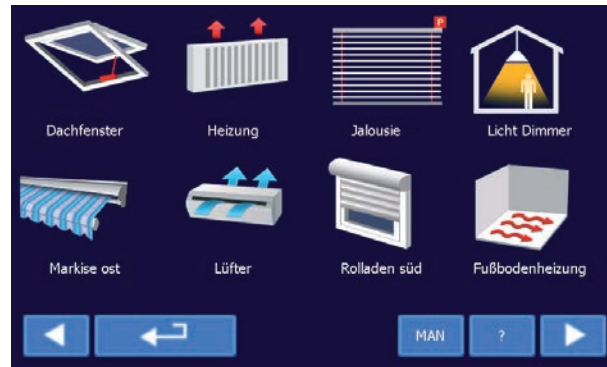 P
Dachfenster
Heizung
Jalousie
Licht Dimmer
Markise ost
Lüfter
Rolladen süd
Fußbodenheizung
MAN
?